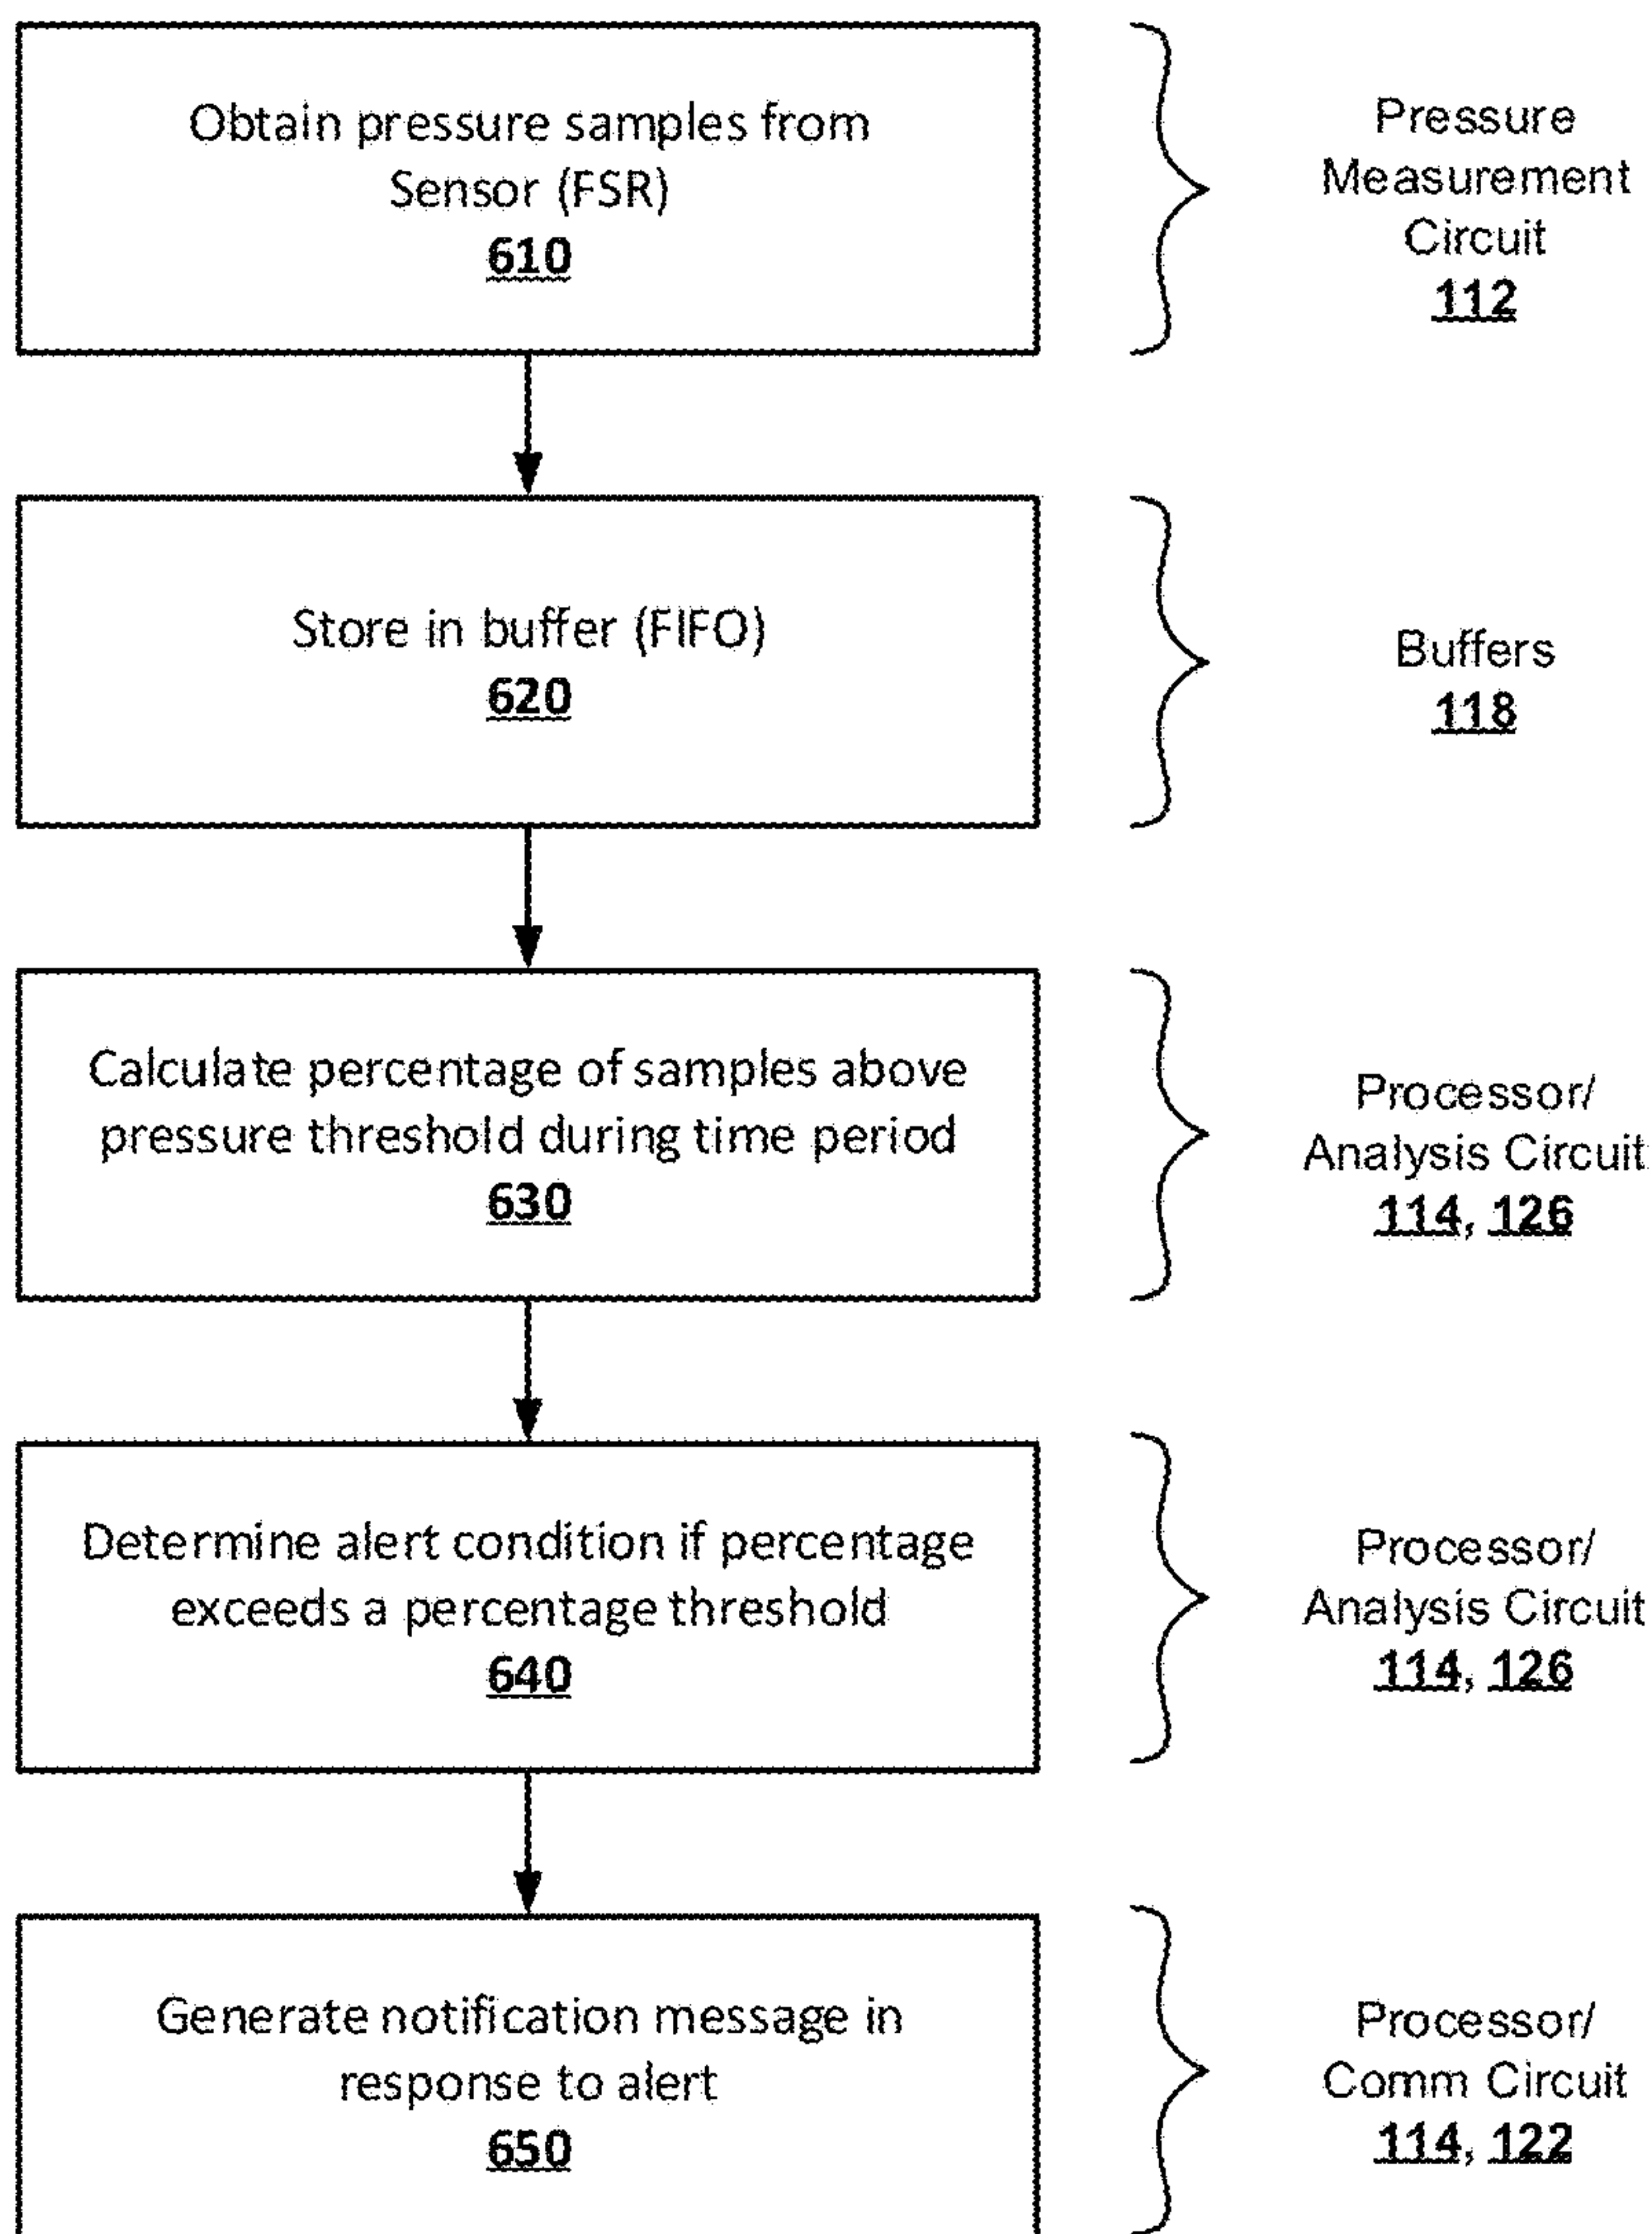 Obtain pressure samples from
Sensor (FSR)
610
Pressure
Measurement
Circuit
112
Store in buffer (FIFO)
620
Buffers
118
Calculate percentage of samples above
pressure threshold during time period
630
Processor/
Analysis Circuit
114, 126
Determine alert condition if percentage
exceeds a percentage threshold
640
Processor/
Analysis Circuit
114, 126
Generate notification message in
response to alert
650
Processor/
Comm Circuit
114, 122